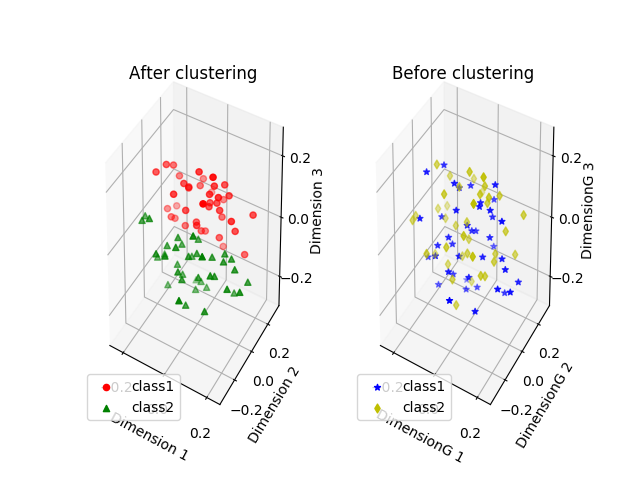 After clustering
0.2
0.0
−0.2
Dimension 3
0.2
0.0
−0.2
Dimension 2
0.2
Dimension 1
class1
class2
Before clustering
0.2
0.0
−0.2
DimensionG 3
0.2
0.0
−0.2
DimensionG 2
0.2
DimensionG 1
class1
class2